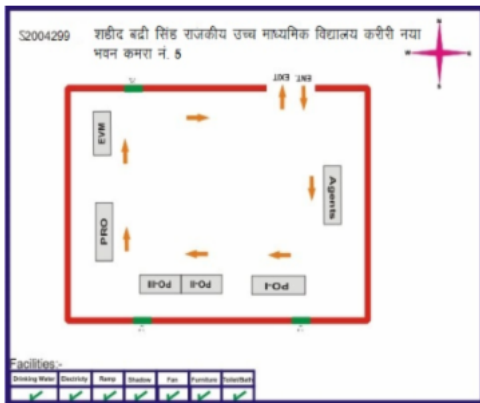 S2004299 शहीद बद्री सिंह राजकीय उच्च माध्यमिक विद्यालय करीरी नया
भवन कमरा नं. 5
N
W
E
S
EXIT ENT.
EVM
Agents
PRO
PO-III PO-II PO-I
Facilities:-
Drinking Water Electricity Ramp Shadow Fan Furniture Toilet/Bath